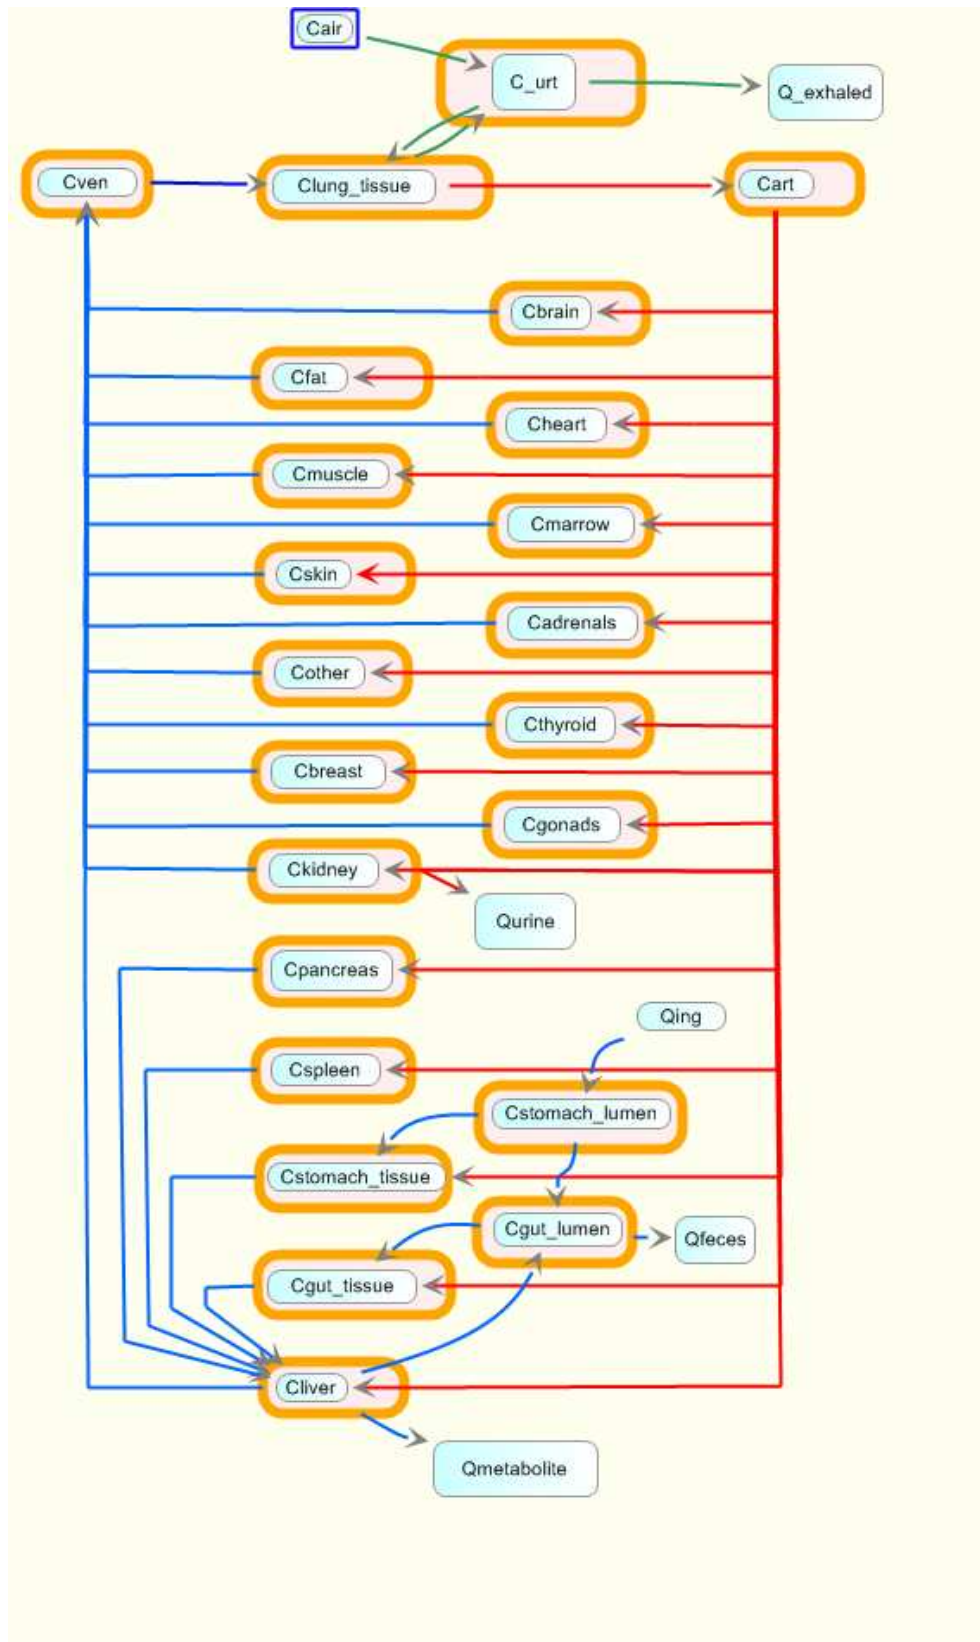 Cair
C_urt
Q_exhaled
Cven
Clung_tissue
Cart
Cbrain
Cfat
Cheart
Cmuscle
Cmarrow
Cskin
Cadrenals
Cother
Cthyroid
Cbreast
Cgonads
Ckidney
Qurine
Cpancreas
Qing
Cspleen
Cstomach_lumen
Cstomach_tissue
Cgut_lumen
Qfeces
Cgut_tissue
Cliver
Qmetabolite